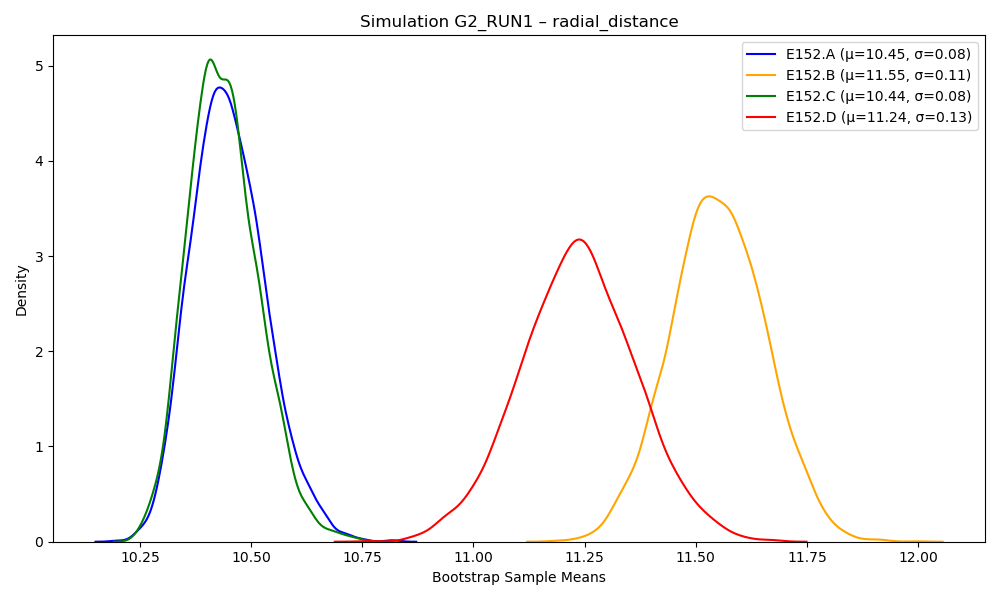 Simulation G2_RUN1 – radial_distance
E152.A (μ=10.45, σ=0.08)
E152.B (μ=11.55, σ=0.11)
E152.C (μ=10.44, σ=0.08)
E152.D (μ=11.24, σ=0.13)
Density
5
4
3
2
1
0
10.25 10.50 10.75 11.00 11.25 11.50 11.75 12.00
Bootstrap Sample Means